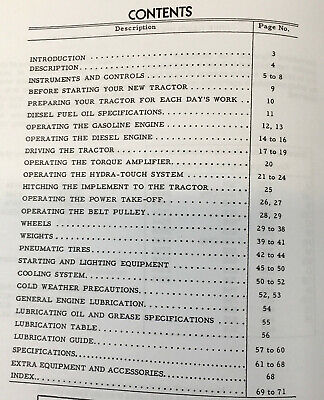 CONTENTS
Description Page No.
INTRODUCTION 3
DESCRIPTION. 4
INSTRUMENTS AND CONTROLS 5 to 8
BEFORE STARTING YOUR NEW TRACTOR 9
PREPARING YOUR TRACTOR FOR EACH DAY'S WORK 10
DIESEL FUEL OIL SPECIFICATIONS. 11
OPERATING THE GASOLINE ENGINE 12, 13
OPERATING THE DIESEL ENGINE 14 to 16
DRIVING THE TRACTOR 17 to 19
OPERATING THE TORQUE AMPLIFIER. 20
OPERATING THE HYDRA-TOUCH SYSTEM 21 to 24
HITCHING THE IMPLEMENT TO THE TRACTOR 25
OPERATING THE POWER TAKE-OFF. 26, 27
OPERATING THE BELT PULLEY 28, 29
WHEELS 29 to 38
WEIGHTS 39 to 41
PNEUMATIC TIRES 42 to 44
STARTING AND LIGHTING EQUIPMENT 45 to 50
COOLING SYSTEM. 50 to 52
COLD WEATHER PRECAUTIONS. 52, 53
GENERAL ENGINE LUBRICATION. 54
LUBRICATING OIL AND GREASE SPECIFICATIONS 55
LUBRICATION TABLE 56
LUBRICATION GUIDE. 57 to 60
SPECIFICATIONS. 61 to 68
EXTRA EQUIPMENT AND ACCESSORIES. 68
INDEX. 69 to 71